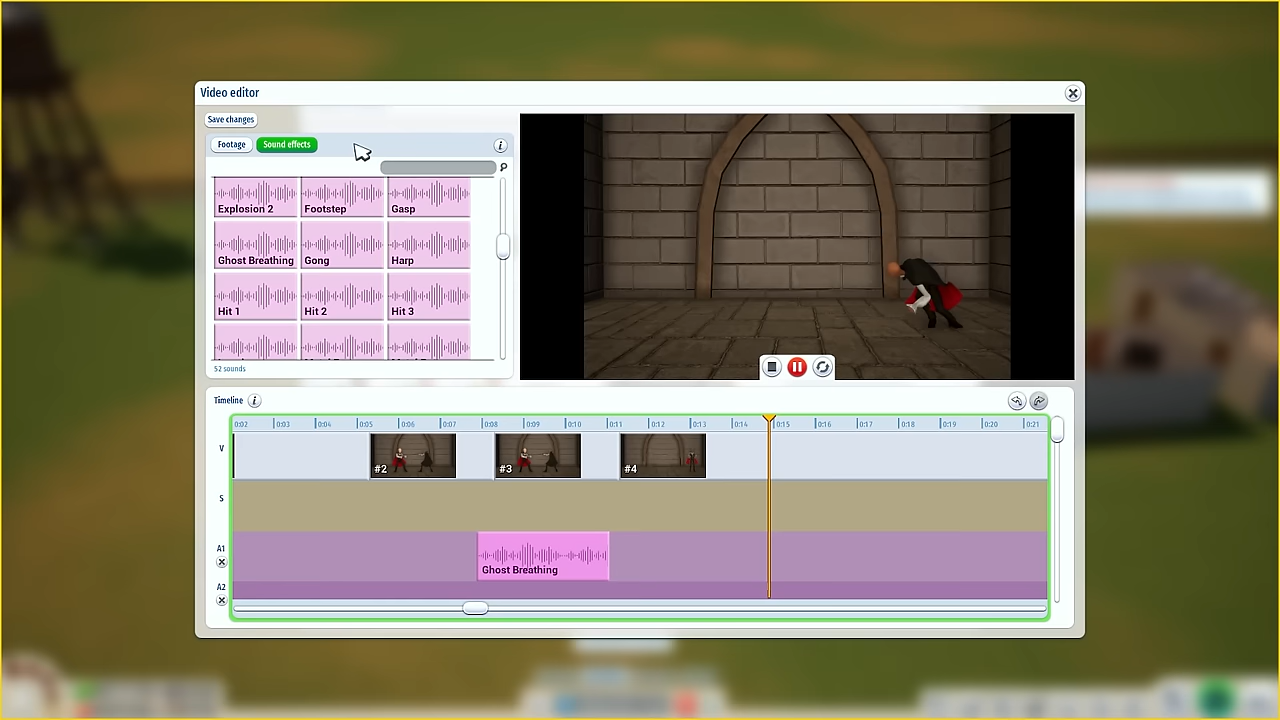 Video editor
Save changes
Footage
Sound effects
i
Explosion 2
Footstep
Gasp
Ghost Breathing
Gong
Harp
Hit 1
Hit 2
Hit 3
52 sounds
Timeline
i
0:02 0:03 0:04 0:05 0:06 0:07 0:08 0:09 0:10 0:11 0:12 0:13 0:14 0:15 0:16 0:17 0:18 0:19 0:20 0:21
V
#2
#3
#4
S
A1
Ghost Breathing
A2